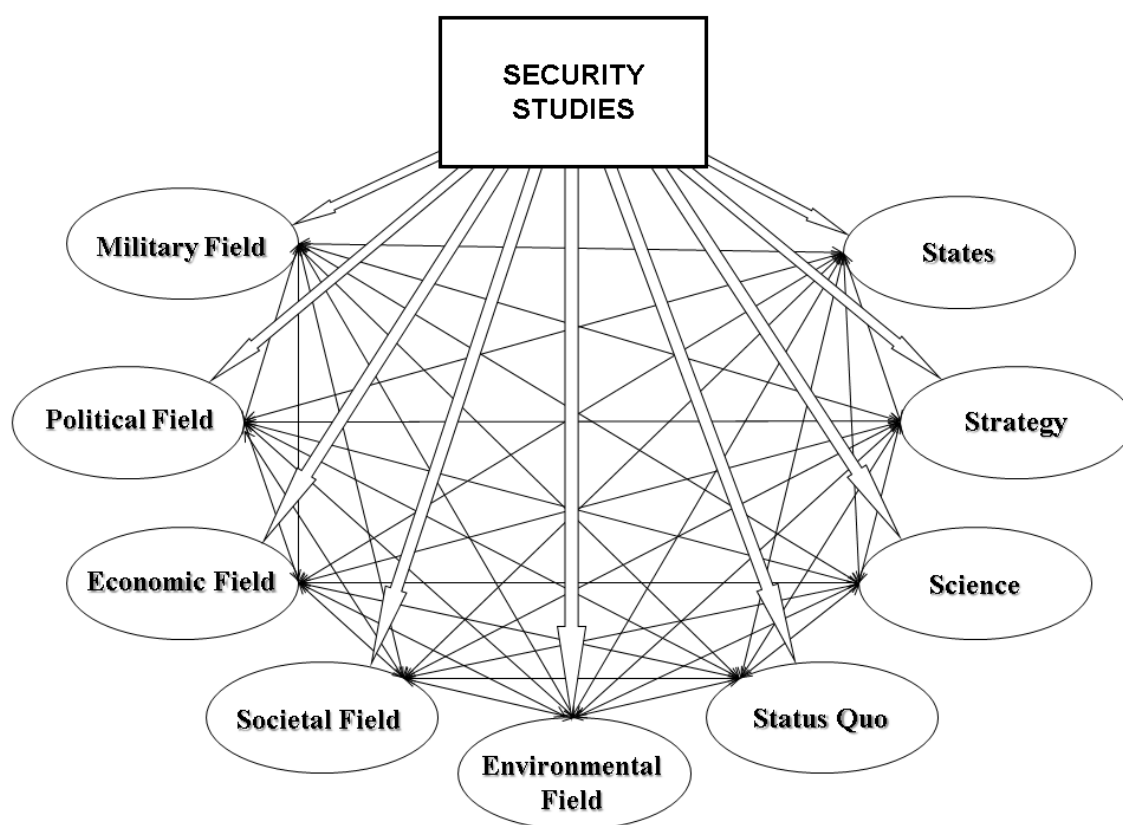 SECURITY
STUDIES
Military Field
States
Political Field
Strategy
Economic Field
Science
Societal Field
Status Quo
Environmental
Field